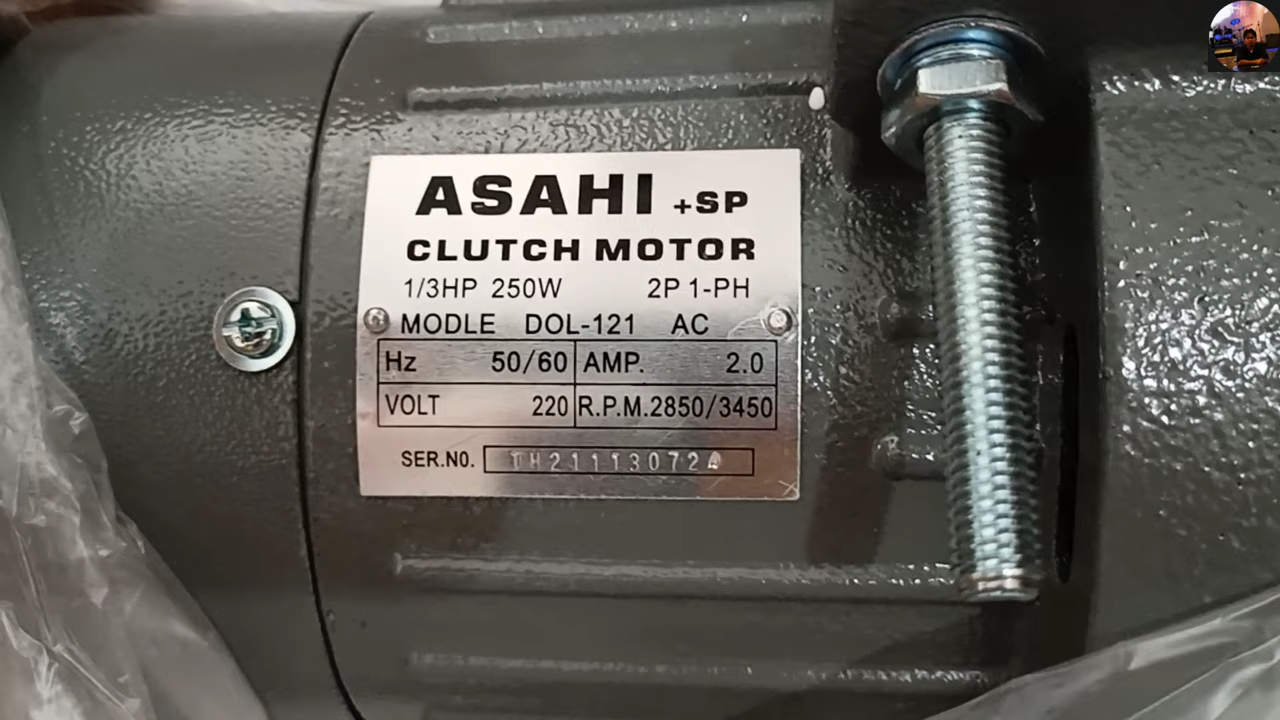 ASAHI +SP
CLUTCH MOTOR
1/3HP 250W 2P 1-PH
MODLE DOL-121 AC
Hz 50/60 AMP. 2.0
VOLT 220 R.P.M. 2850/3450
SER.NO.